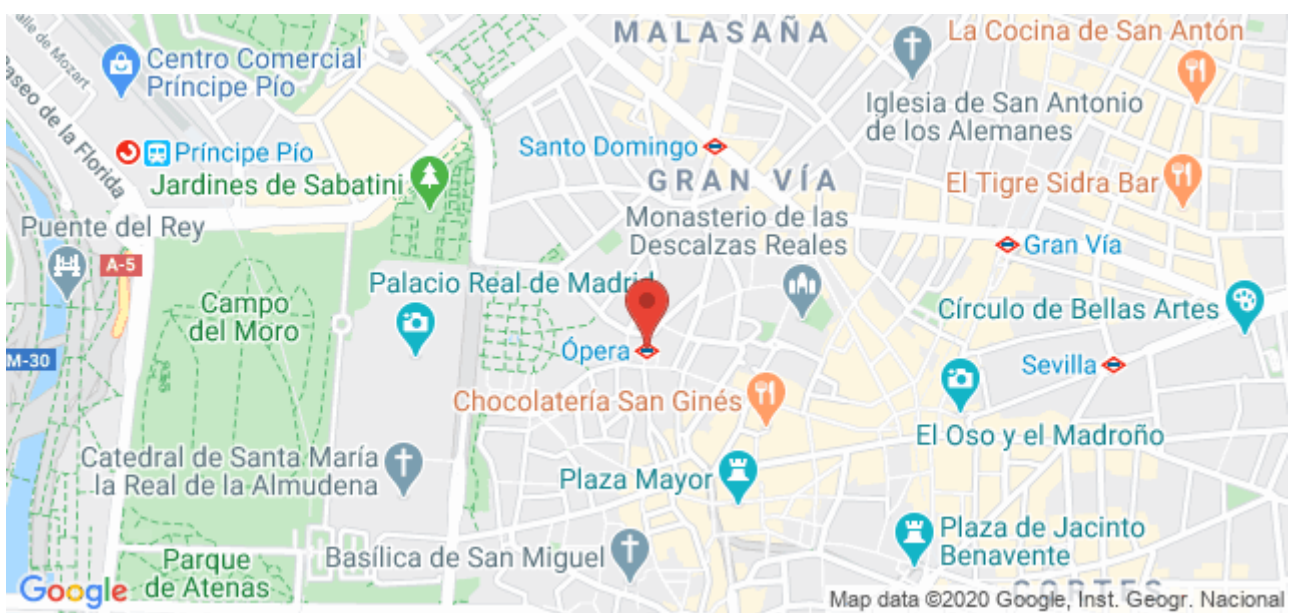 MALASAÑA
La Cocina de San Antón
Centro Comercial
Príncipe Pío
Calle de Mozart
Paseo de la Florida
Iglesia de San Antonio
de los Alemanes
Santo Domingo
Príncipe Pío
Jardines de Sabatini
GRAN VÍA
El Tigre Sidra Bar
Puente del Rey
Monasterio de las
Descalzas Reales
Gran Vía
A-5
Palacio Real de Madrid
Campo
del Moro
Círculo de Bellas Artes
Ópera
M-30
Sevilla
Chocolatería San Ginés
El Oso y el Madroño
Catedral de Santa María
la Real de la Almudena
Plaza Mayor
Plaza de Jacinto
Benavente
Basílica de San Miguel
Parque
de Atenas
Google
CORTES
Map data ©2020 Google, Inst. Geogr. Nacional